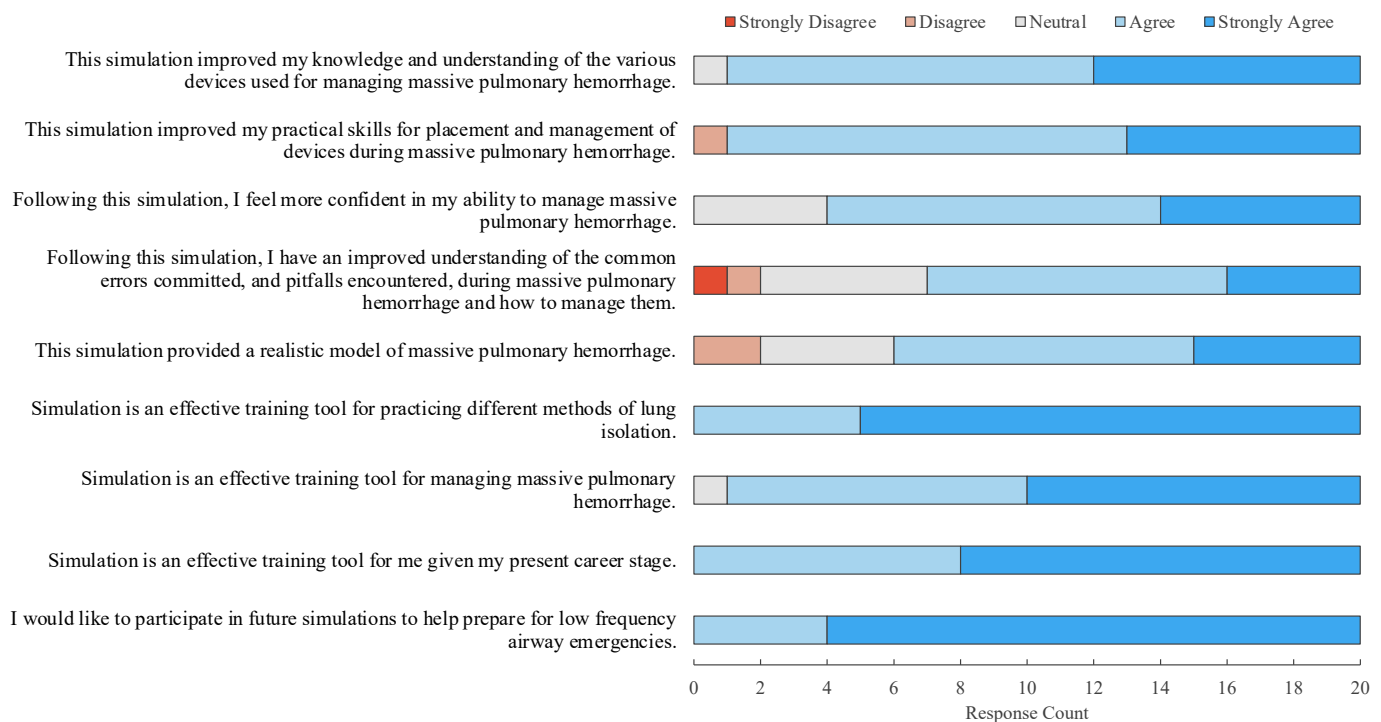 Strongly Disagree Disagree Neutral Agree Strongly Agree
This simulation improved my knowledge and understanding of the various
devices used for managing massive pulmonary hemorrhage.
This simulation improved my practical skills for placement and management of
devices during massive pulmonary hemorrhage.
Following this simulation, I feel more confident in my ability to manage massive
pulmonary hemorrhage.
Following this simulation, I have an improved understanding of the common
errors committed, and pitfalls encountered, during massive pulmonary
hemorrhage and how to manage them.
This simulation provided a realistic model of massive pulmonary hemorrhage.
Simulation is an effective training tool for practicing different methods of lung
isolation.
Simulation is an effective training tool for managing massive pulmonary
hemorrhage.
Simulation is an effective training tool for me given my present career stage.
I would like to participate in future simulations to help prepare for low frequency
airway emergencies.
0 2 4 6 8 10 12 14 16 18 20
Response Count